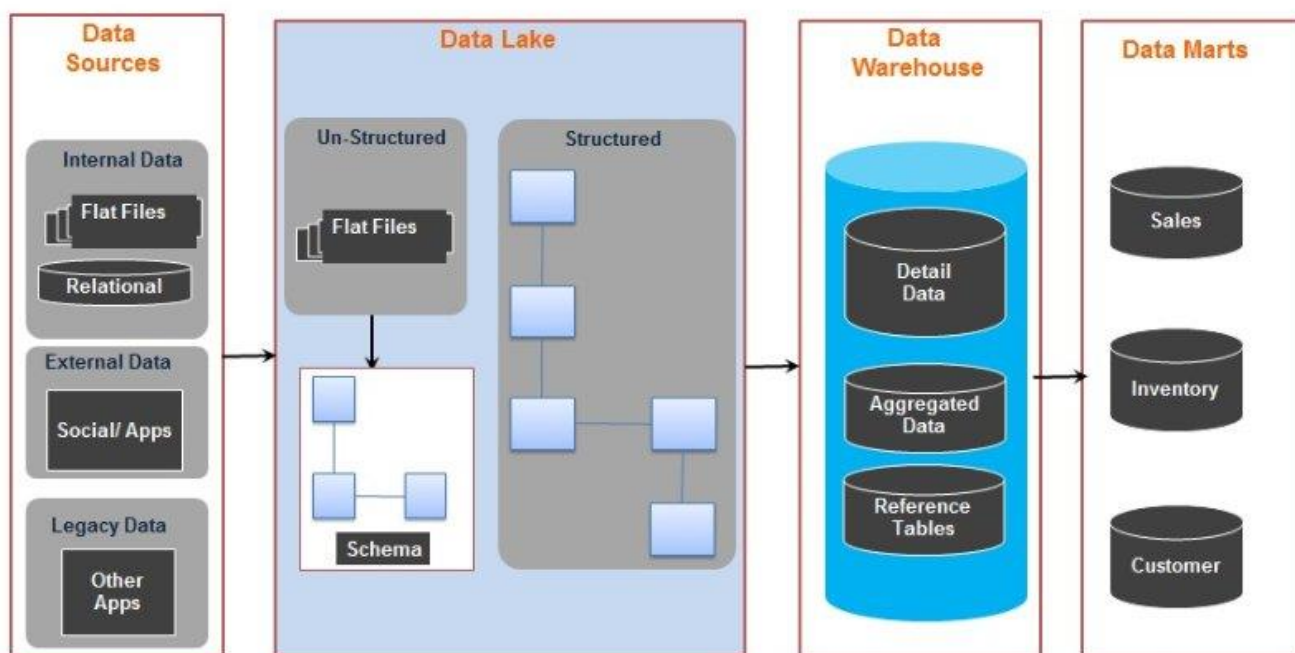 Data
Sources
Internal Data
Flat Files
Relational
External Data
Social/ Apps
Legacy Data
Other
Apps
Data Lake
Un-Structured
Flat Files
Schema
Structured
Data
Warehouse
Detail
Data
Aggregated
Data
Reference
Tables
Data Marts
Sales
Inventory
Customer